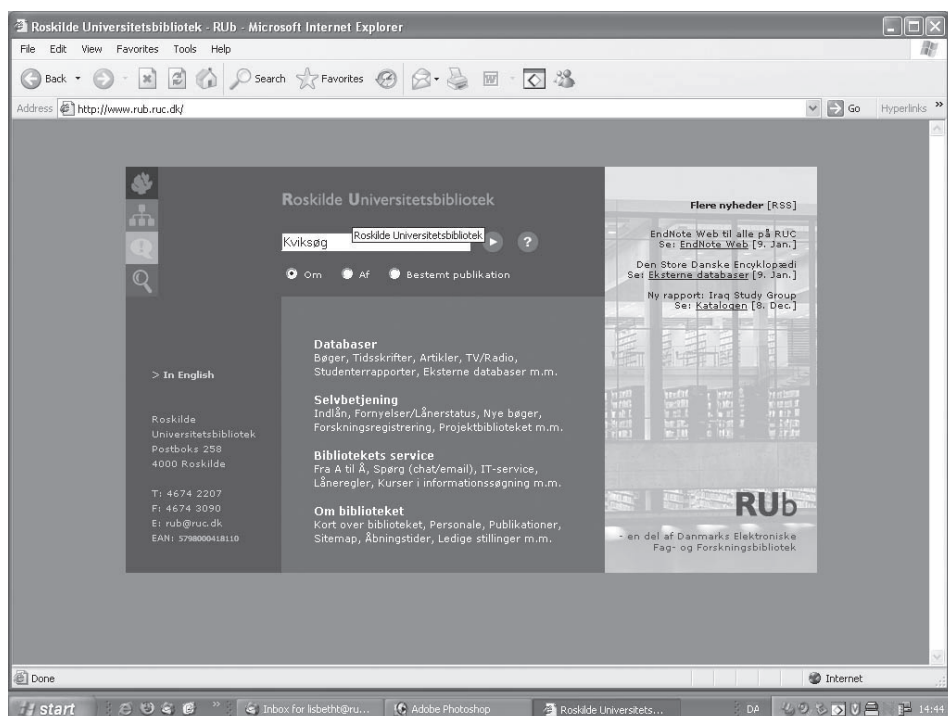 Roskilde Universitetsbibliotek - RUb - Microsoft Internet Explorer
File Edit View Favorites Tools Help
Back Search Favorites
Address http://www.rub.ruc.dk/ Go Hyperlinks »
Roskilde Universitetsbibliotek
Kviksøg
Roskilde Universitetsbibliotek
?
Om Af Bestemt publikation
Databaser
Bøger, Tidsskrifter, Artikler, TV/Radio,
Studenterrapporter, Eksterne databaser m.m.
Selvbetjening
Indlån, Fornyelser/Lånerstatus, Nye bøger,
Forskningsregistrering, Projektbiblioteket m.m.
Bibliotekets service
Fra A til Å, Spørg (chat/email), IT-service,
Låneregler, Kurser i informationssøgning m.m.
Om biblioteket
Kort over biblioteket, Personale, Publikationer,
Sitemap, Åbningstider, Ledige stillinger m.m.
> In English
Roskilde
Universitetsbibliotek
Postboks 258
4000 Roskilde
T: 4674 2207
F: 4674 3090
E: rub@ruc.dk
EAN: 5798000418110
Flere nyheder [RSS]
EndNote Web til alle på RUC
Se: EndNote Web [9. Jan.]
Den Store Danske Encyklopædi
Se: Eksterne databaser [9. Jan.]
Ny rapport: Iraq Study Group
Se: Katalogen [8. Dec.]
RUb
- en del af Danmarks Elektroniske
Fag- og Forskningsbibliotek
Done Internet
start » Inbox for lisbetht@ru... Adobe Photoshop Roskilde Universitets... DA 14:44